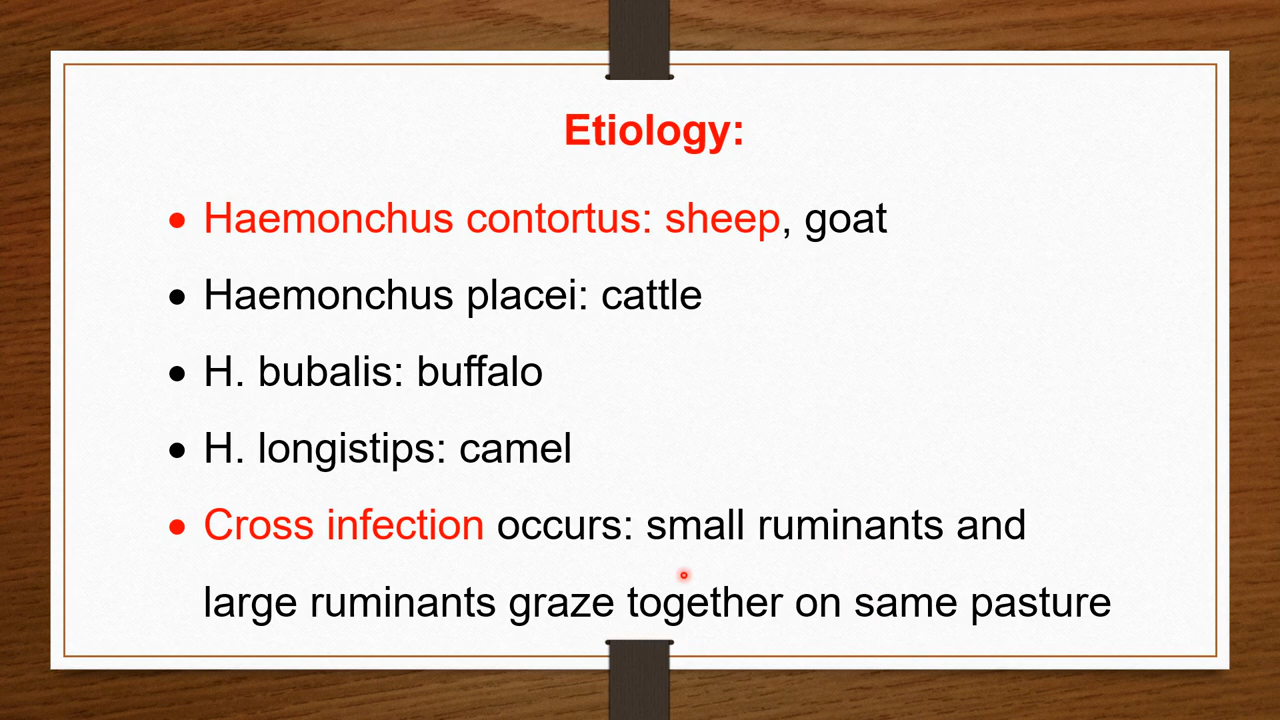 Etiology:
• Haemonchus contortus: sheep, goat
• Haemonchus placei: cattle
• H. bubalis: buffalo
• H. longistips: camel
• Cross infection occurs: small ruminants and
large ruminants graze together on same pasture